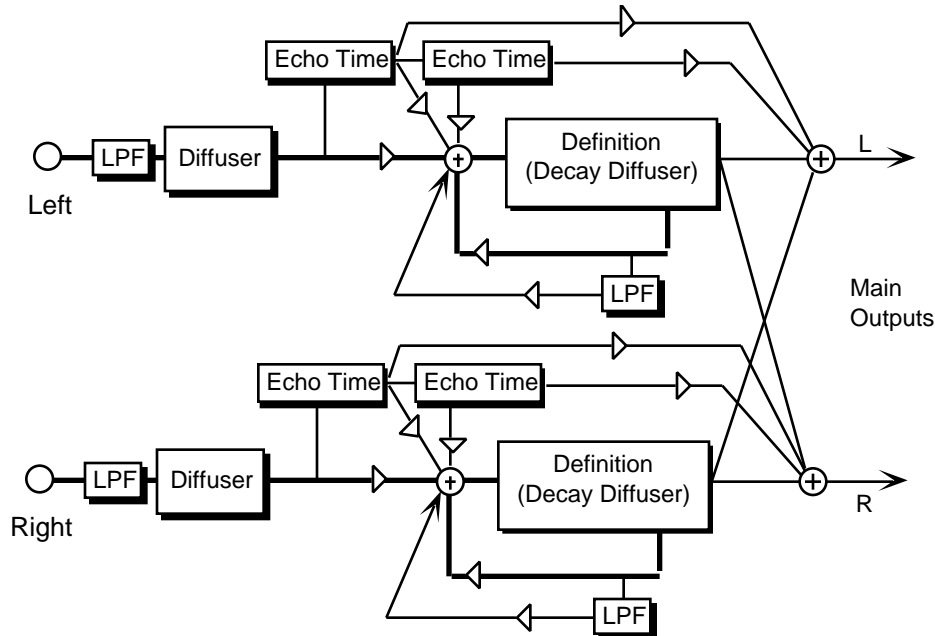 Echo Time
Echo Time
LPF
Diffuser
Definition
(Decay Diffuser)
L
Left
LPF
Main
Outputs
Echo Time
Echo Time
LPF
Diffuser
Definition
(Decay Diffuser)
R
Right
LPF